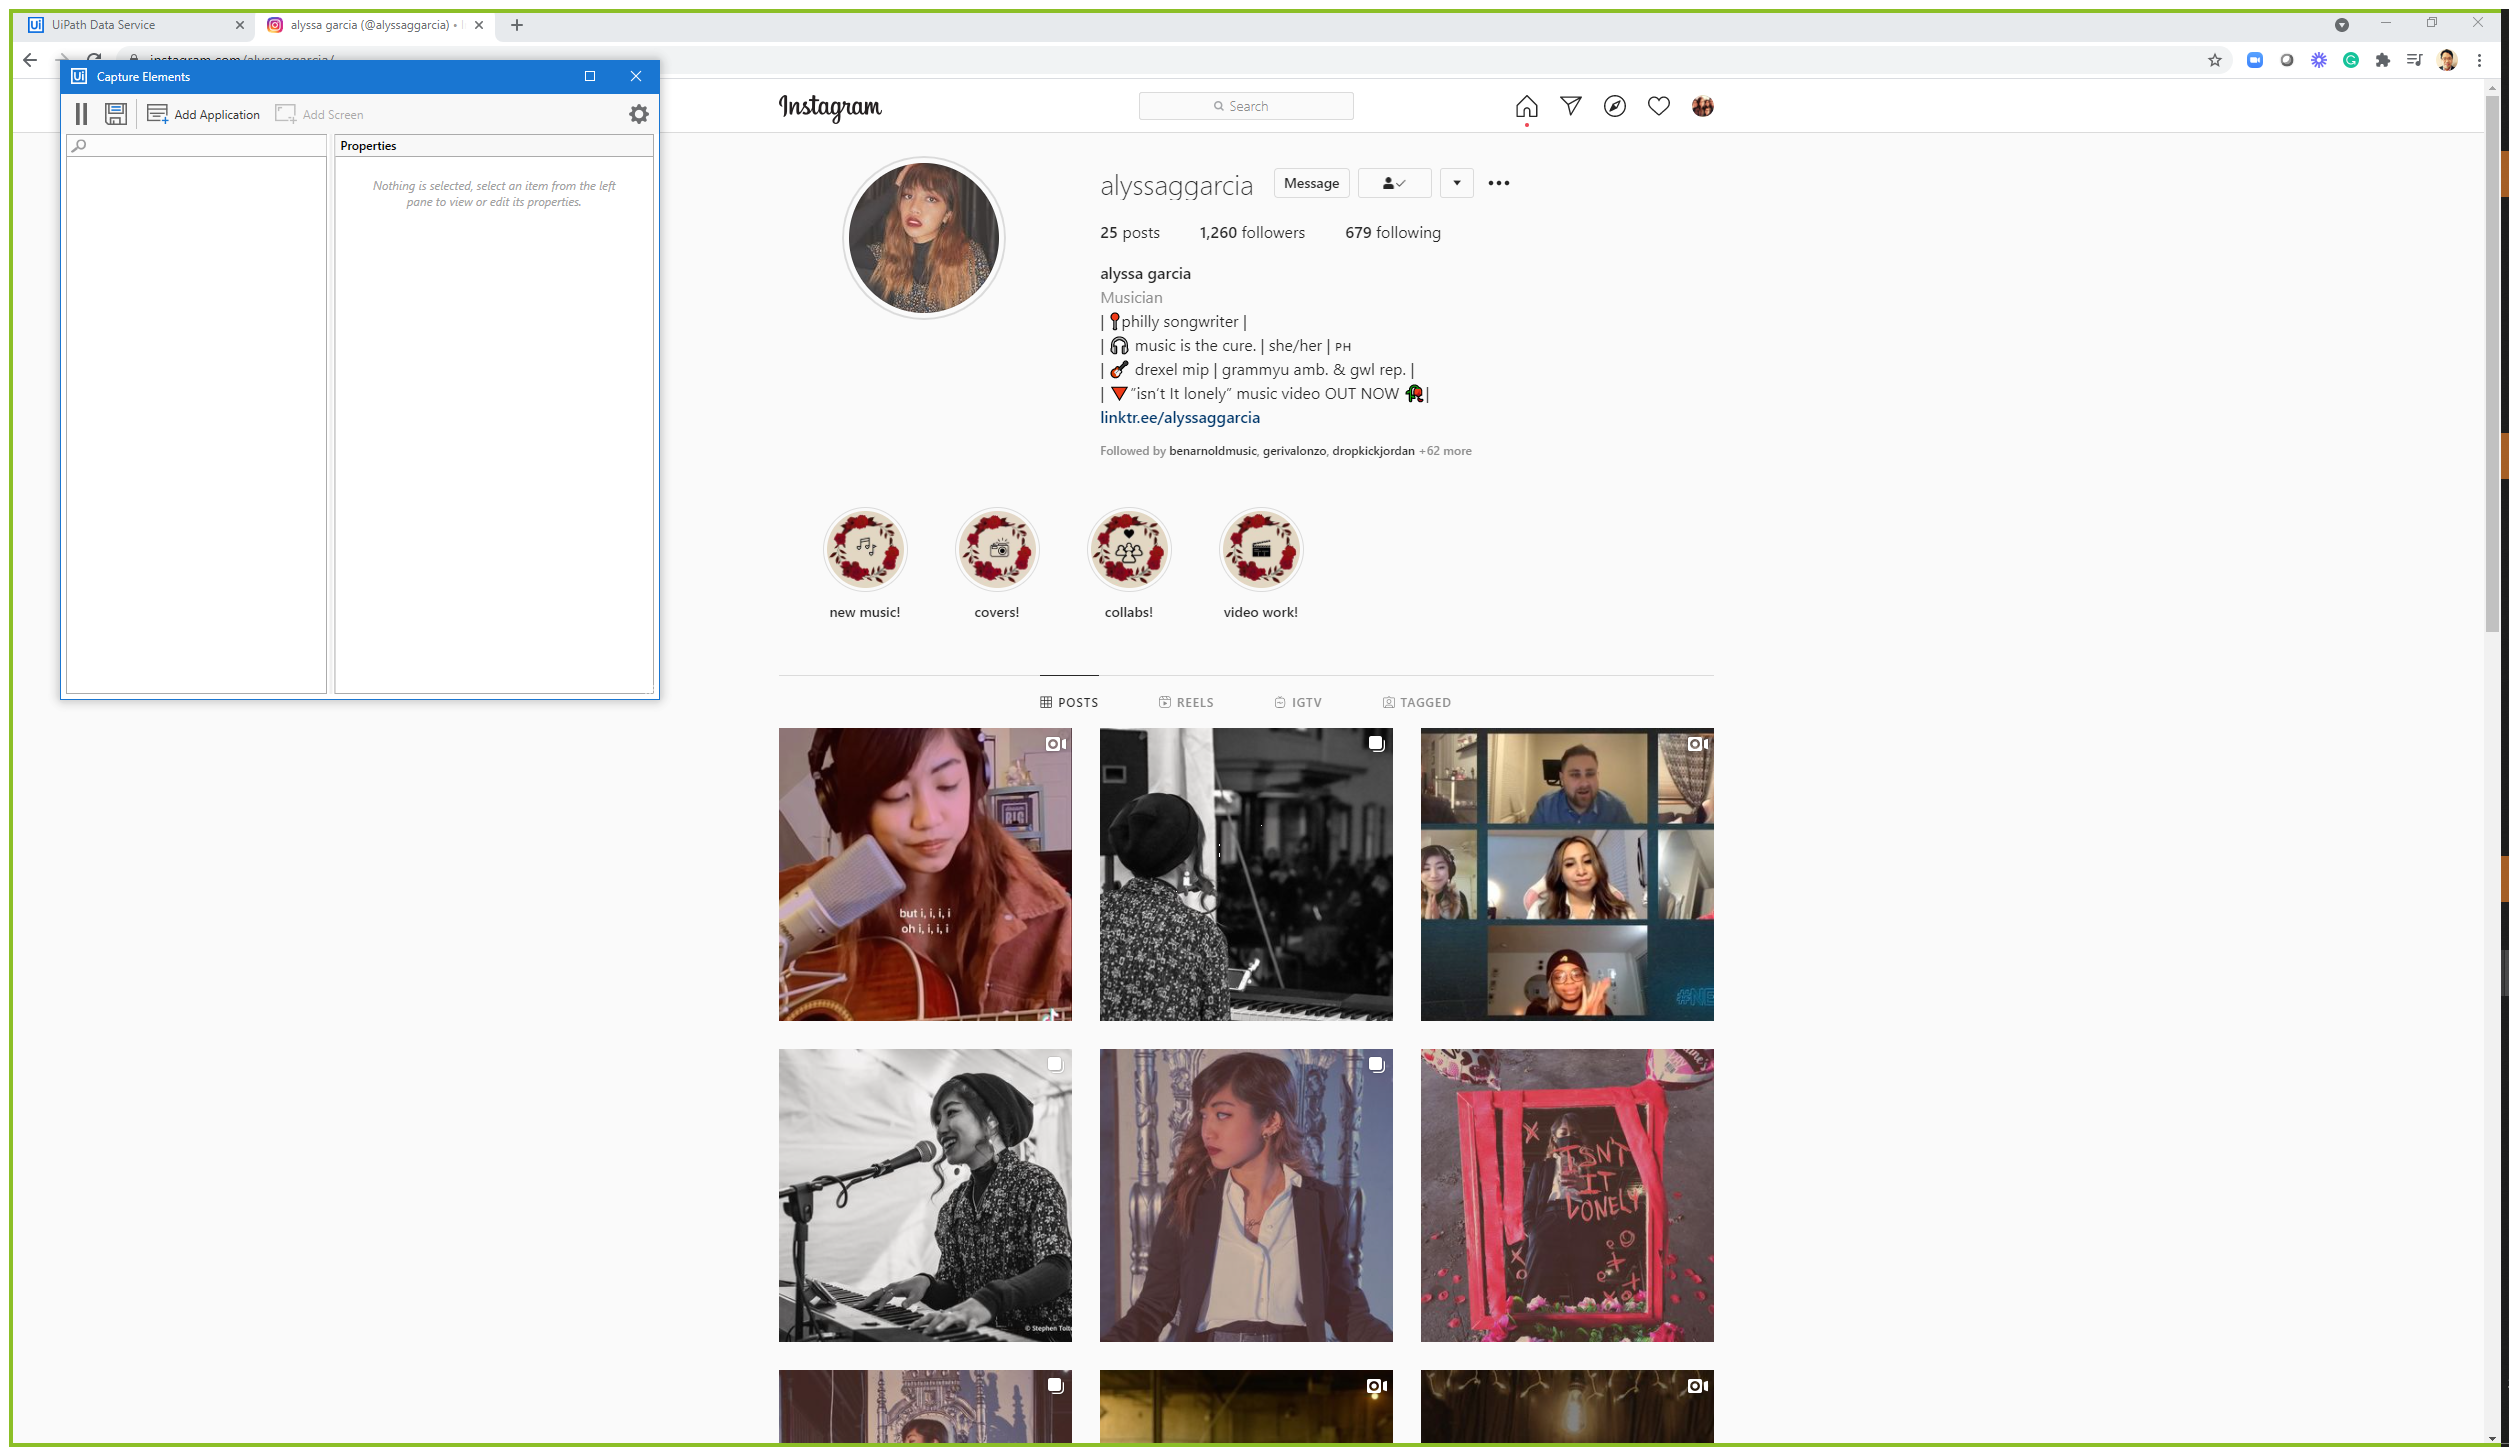 UiPath Data Service
alyssa garcia (@alyssaggarcia) •
instagram.com/alyssaggarcia/
Capture Elements
Add Application
Add Screen
Properties
Nothing is selected, select an item from the left
pane to view or edit its properties.
Instagram
Search
alyssaggarcia
Message
25 posts
1,260 followers
679 following
alyssa garcia
Musician
| philly songwriter |
| music is the cure. | she/her | PH
| drexel mip | grammyu amb. & gwl rep. |
| "isn't It lonely" music video OUT NOW |
linktr.ee/alyssaggarcia
Followed by benarnoldmusic, gerivalonzo, dropkickjordan +62 more
new music!
covers!
collabs!
video work!
POSTS
REELS
IGTV
TAGGED
BIG
but i, i, i, i
oh i, i, i, i
#NE
© Stephen
ISN'T
IT
LONELY